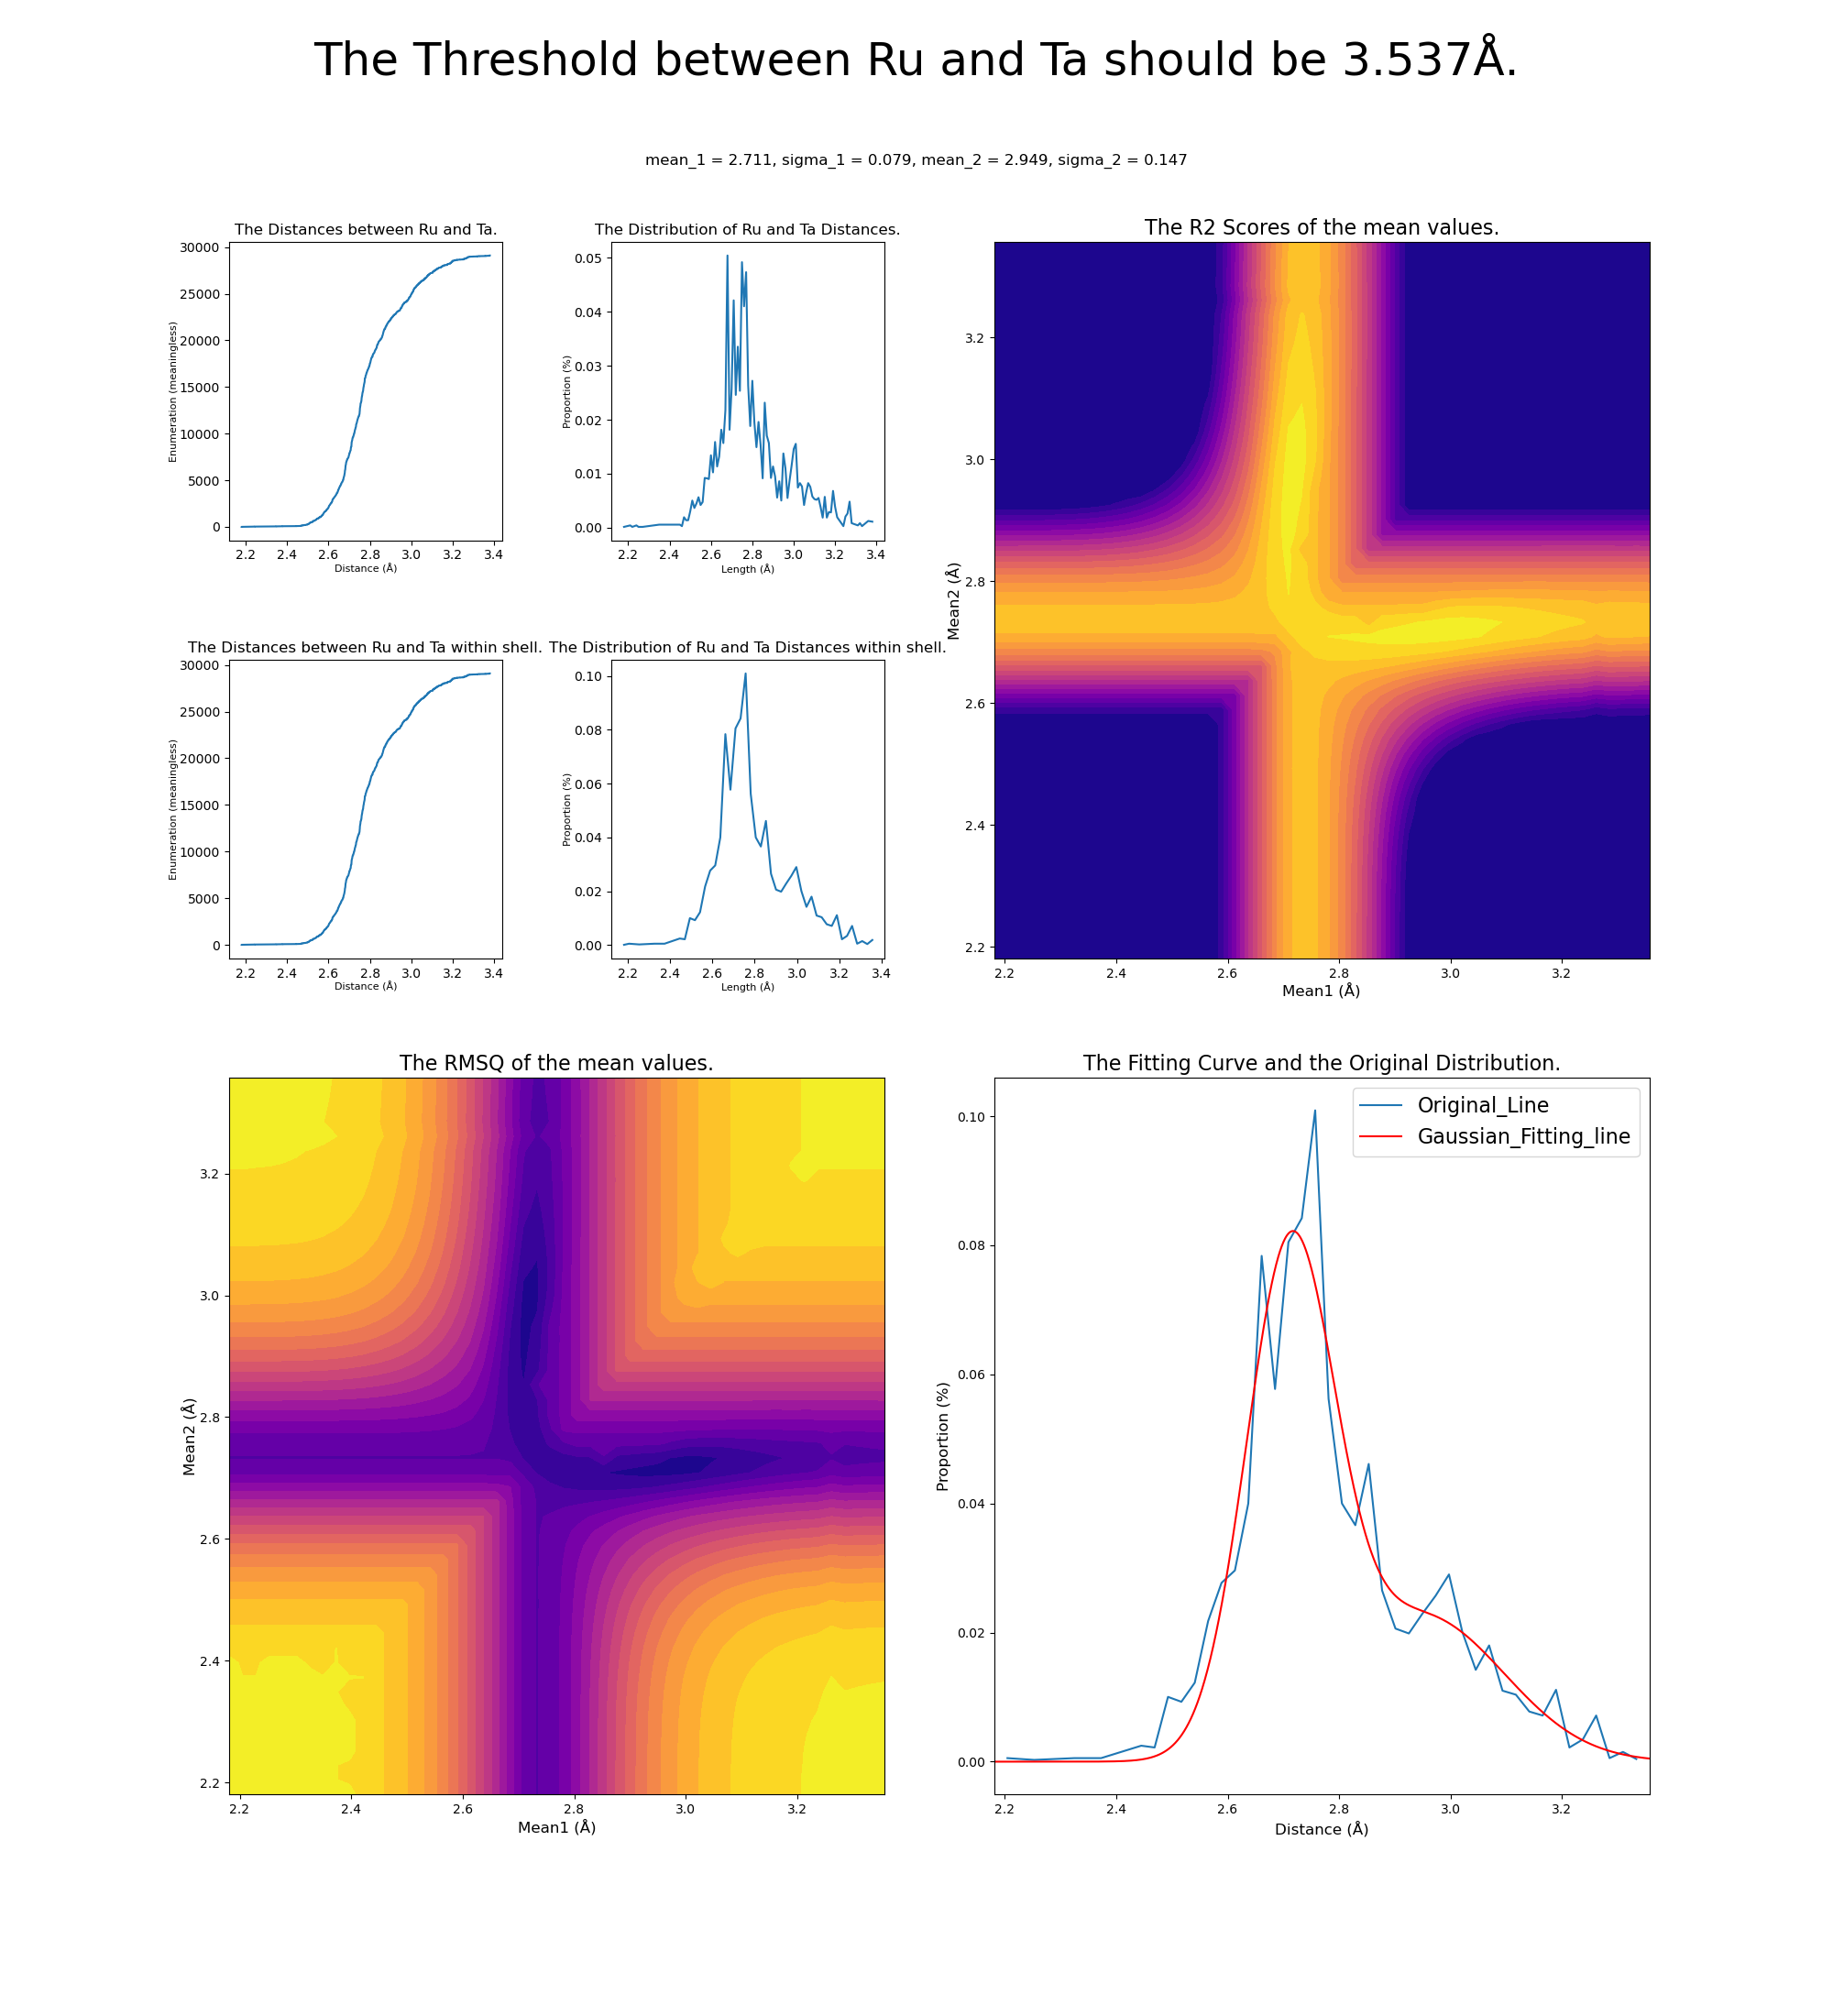 The Threshold between Ru and Ta should be 3.537Å.
mean_1 = 2.711, sigma_1 = 0.079, mean_2 = 2.949, sigma_2 = 0.147
The Distances between Ru and Ta.
30000
25000
20000
15000
10000
5000
0
Enumeration (meaningless)
2.2 2.4 2.6 2.8 3.0 3.2 3.4
Distance (Å)
The Distribution of Ru and Ta Distances.
0.05
0.04
0.03
0.02
0.01
0.00
Proportion (%)
2.2 2.4 2.6 2.8 3.0 3.2 3.4
Length (Å)
The R2 Scores of the mean values.
3.2
3.0
2.8
2.6
2.4
2.2
Mean2 (Å)
2.2 2.4 2.6 2.8 3.0 3.2
Mean1 (Å)
The Distances between Ru and Ta within shell.
30000
25000
20000
15000
10000
5000
0
Enumeration (meaningless)
2.2 2.4 2.6 2.8 3.0 3.2 3.4
Distance (Å)
The Distribution of Ru and Ta Distances within shell.
0.10
0.08
0.06
0.04
0.02
0.00
Proportion (%)
2.2 2.4 2.6 2.8 3.0 3.2 3.4
Length (Å)
The RMSQ of the mean values.
3.2
3.0
2.8
2.6
2.4
2.2
Mean2 (Å)
2.2 2.4 2.6 2.8 3.0 3.2
Mean1 (Å)
The Fitting Curve and the Original Distribution.
Original_Line
Gaussian_Fitting_line
0.10
0.08
0.06
0.04
0.02
0.00
Proportion (%)
2.2 2.4 2.6 2.8 3.0 3.2
Distance (Å)